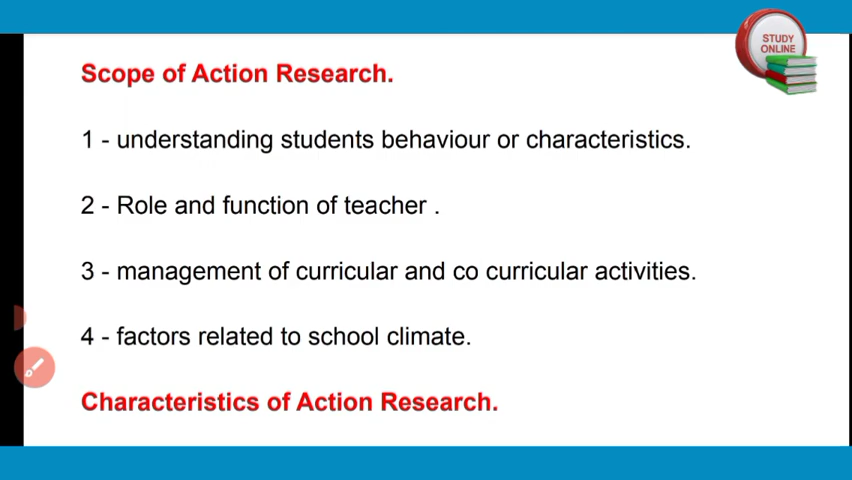 STUDY
ONLINE
Scope of Action Research.
1 - understanding students behaviour or characteristics.
2 - Role and function of teacher .
3 - management of curricular and co curricular activities.
4 - factors related to school climate.
Characteristics of Action Research.